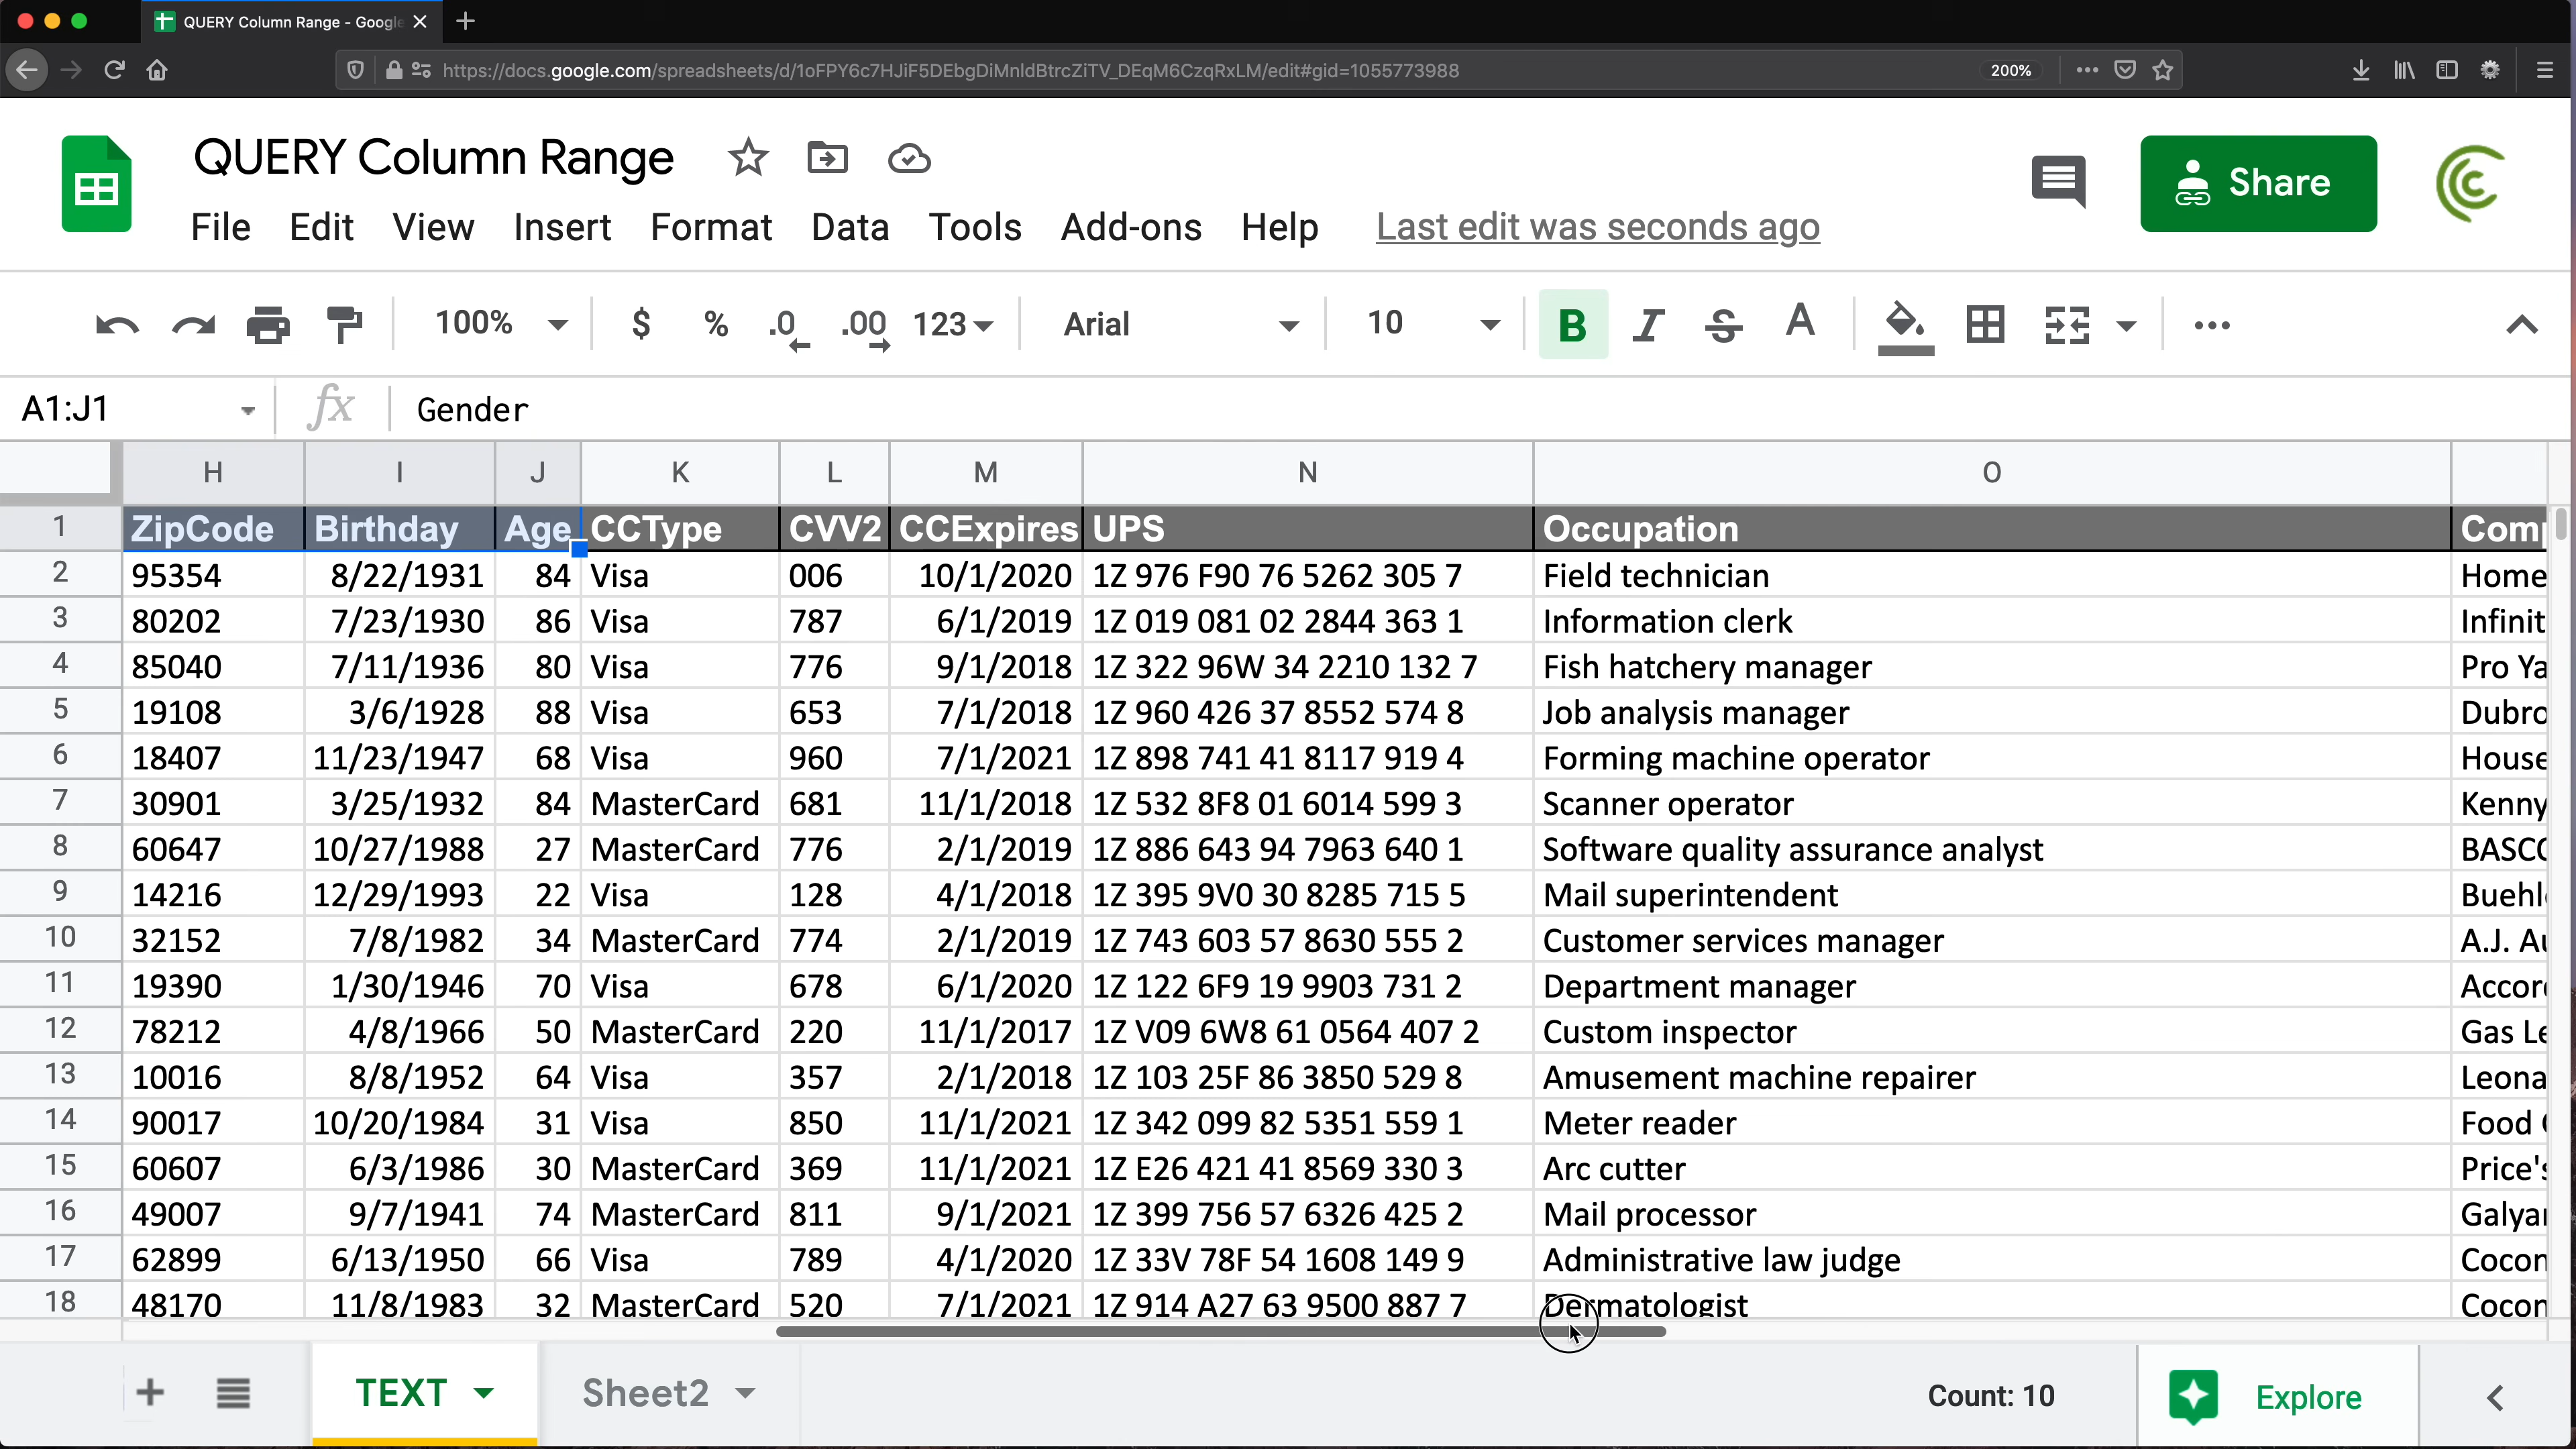 QUERY Column Range - Google
https://docs.google.com/spreadsheets/d/1oFPY6c7HJiF5DEbgDiMnldBtrcZiTV_DEqM6CzqRxLM/edit#gid=1055773988 200%
QUERY Column Range
Share
File Edit View Insert Format Data Tools Add-ons Help Last edit was seconds ago
100% $ % .0 .00 123 Arial 10 B I S A
A1:J1 fx Gender
H I J K L M N O
1 ZipCode Birthday Age CCType CVV2 CCExpires UPS Occupation
2 95354 8/22/1931 84 Visa 006 10/1/2020 1Z 976 F90 76 5262 305 7 Field technician Home
3 80202 7/23/1930 86 Visa 787 6/1/2019 1Z 019 081 02 2844 363 1 Information clerk Infinit
4 85040 7/11/1936 80 Visa 776 9/1/2018 1Z 322 96W 34 2210 132 7 Fish hatchery manager Pro Ya
5 19108 3/6/1928 88 Visa 653 7/1/2018 1Z 960 426 37 8552 574 8 Job analysis manager Dubro
6 18407 11/23/1947 68 Visa 960 7/1/2021 1Z 898 741 41 8117 919 4 Forming machine operator House
7 30901 3/25/1932 84 MasterCard 681 11/1/2018 1Z 532 8F8 01 6014 599 3 Scanner operator Kenny
8 60647 10/27/1988 27 MasterCard 776 2/1/2019 1Z 886 643 94 7963 640 1 Software quality assurance analyst BASCO
9 14216 12/29/1993 22 Visa 128 4/1/2018 1Z 395 9V0 30 8285 715 5 Mail superintendent Buehl
10 32152 7/8/1982 34 MasterCard 774 2/1/2019 1Z 743 603 57 8630 555 2 Customer services manager A.J. Au
11 19390 1/30/1946 70 Visa 678 6/1/2020 1Z 122 6F9 19 9903 731 2 Department manager Accor
12 78212 4/8/1966 50 MasterCard 220 11/1/2017 1Z V09 6W8 61 0564 407 2 Custom inspector Gas Le
13 10016 8/8/1952 64 Visa 357 2/1/2018 1Z 103 25F 86 3850 529 8 Amusement machine repairer Leona
14 90017 10/20/1984 31 Visa 850 11/1/2021 1Z 342 099 82 5351 559 1 Meter reader Food
15 60607 6/3/1986 30 MasterCard 369 11/1/2021 1Z E26 421 41 8569 330 3 Arc cutter Price's
16 49007 9/7/1941 74 MasterCard 811 9/1/2021 1Z 399 756 57 6326 425 2 Mail processor Galya
17 62899 6/13/1950 66 Visa 789 4/1/2020 1Z 33V 78F 54 1608 149 9 Administrative law judge Cocon
18 48170 11/8/1983 32 MasterCard 520 7/1/2021 1Z 914 A27 63 9500 887 7 Dermatologist Cocon
TEXT Sheet2 Count: 10 Explore